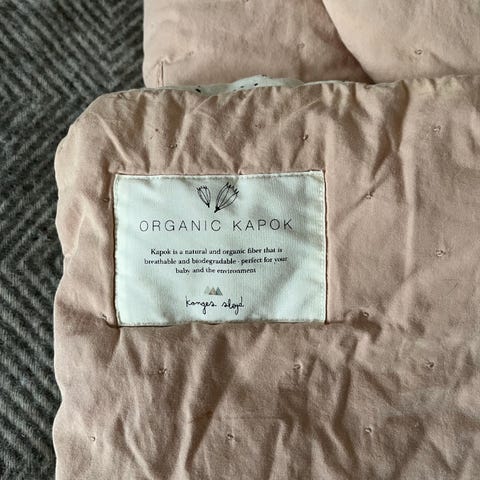 ORGANIC KAPOK
Kapok is a natural and organic fiber that is
breathable and biodegradable - perfect for your
baby and the environment
konges sløjd